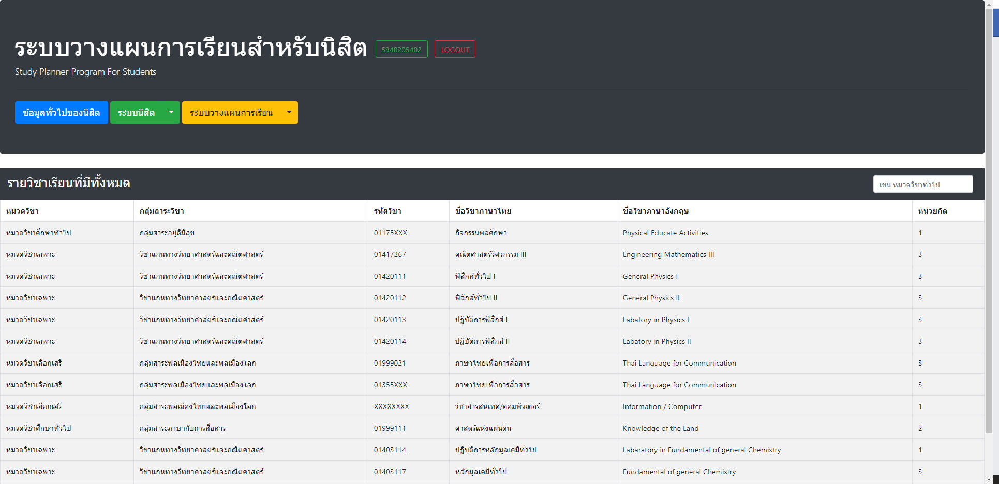 ระบบวางแผนการเรียนสำหรับนิสิต 5940205402 LOGOUT
Study Planner Program For Students
ข้อมูลทั่วไปของนิสิต ระบบนิสิต ระบบวางแผนการเรียน
รายวิชาเรียนที่มีทั้งหมด เช่น หมวดวิชาทั่วไป
หมวดวิชา กลุ่มสาระวิชา รหัสวิชา ชื่อวิชาภาษาไทย ชื่อวิชาภาษาอังกฤษ หน่วยกิต
หมวดวิชาศึกษาทั่วไป กลุ่มสาระอยู่ดีมีสุข 01175XXX กิจกรรมพลศึกษา Physical Educate Activities 1
หมวดวิชาเฉพาะ วิชาแกนทางวิทยาศาสตร์และคณิตศาสตร์ 01417267 คณิตศาสตร์วิศวกรรม III Engineering Mathematics III 3
หมวดวิชาเฉพาะ วิชาแกนทางวิทยาศาสตร์และคณิตศาสตร์ 01420111 ฟิสิกส์ทั่วไป I General Physics I 3
หมวดวิชาเฉพาะ วิชาแกนทางวิทยาศาสตร์และคณิตศาสตร์ 01420112 ฟิสิกส์ทั่วไป II General Physics II 3
หมวดวิชาเฉพาะ วิชาแกนทางวิทยาศาสตร์และคณิตศาสตร์ 01420113 ปฏิบัติการฟิสิกส์ I Labatory in Physics I 3
หมวดวิชาเฉพาะ วิชาแกนทางวิทยาศาสตร์และคณิตศาสตร์ 01420114 ปฏิบัติการฟิสิกส์ II Labatory in Physics II 3
หมวดวิชาเลือกเสรี กลุ่มสาระพลเมืองไทยและพลเมืองโลก 01999021 ภาษาไทยเพื่อการสื่อสาร Thai Language for Communication 3
หมวดวิชาเลือกเสรี กลุ่มสาระพลเมืองไทยและพลเมืองโลก 01355XXX ภาษาไทยเพื่อการสื่อสาร Thai Language for Communication 3
หมวดวิชาเลือกเสรี กลุ่มสาระพลเมืองไทยและพลเมืองโลก XXXXXXXX วิชาสารสนเทศ/คอมพิวเตอร์ Information / Computer 1
หมวดวิชาศึกษาทั่วไป กลุ่มสาระภาษากับการสื่อสาร 01999111 ศาสตร์แห่งแผ่นดิน Knowledge of the Land 2
หมวดวิชาเฉพาะ วิชาแกนทางวิทยาศาสตร์และคณิตศาสตร์ 01403114 ปฏิบัติการหลักมูลเคมีทั่วไป Labaratory in Fundamental of general Chemistry 1
หมวดวิชาเฉพาะ วิชาแกนทางวิทยาศาสตร์และคณิตศาสตร์ 01403117 หลักมูลเคมีทั่วไป Fundamental of general Chemistry 3